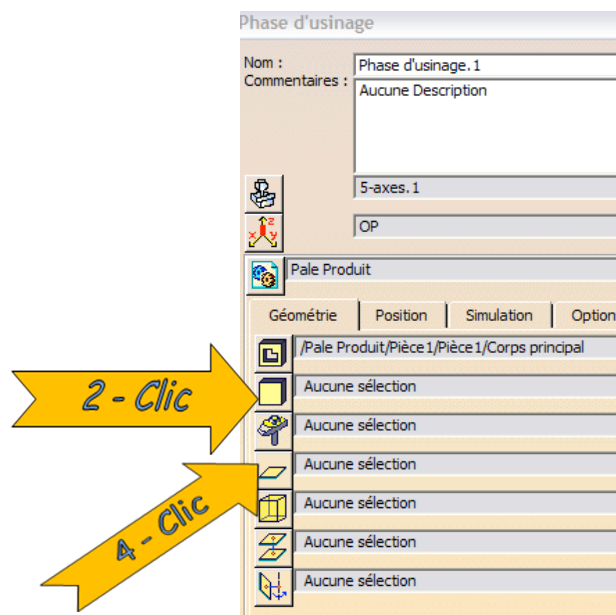 Phase d'usinage
Nom :
Phase d'usinage.1
Commentaires :
Aucune Description
5-axes.1
z
x y
OP
Pale Produit
Géométrie Position Simulation Option
/Pale Produit/Pièce1/Pièce1/Corps principal
2 - Clic
Aucune sélection
Aucune sélection
Aucune sélection
4 - Clic
Aucune sélection
Aucune sélection
Aucune sélection